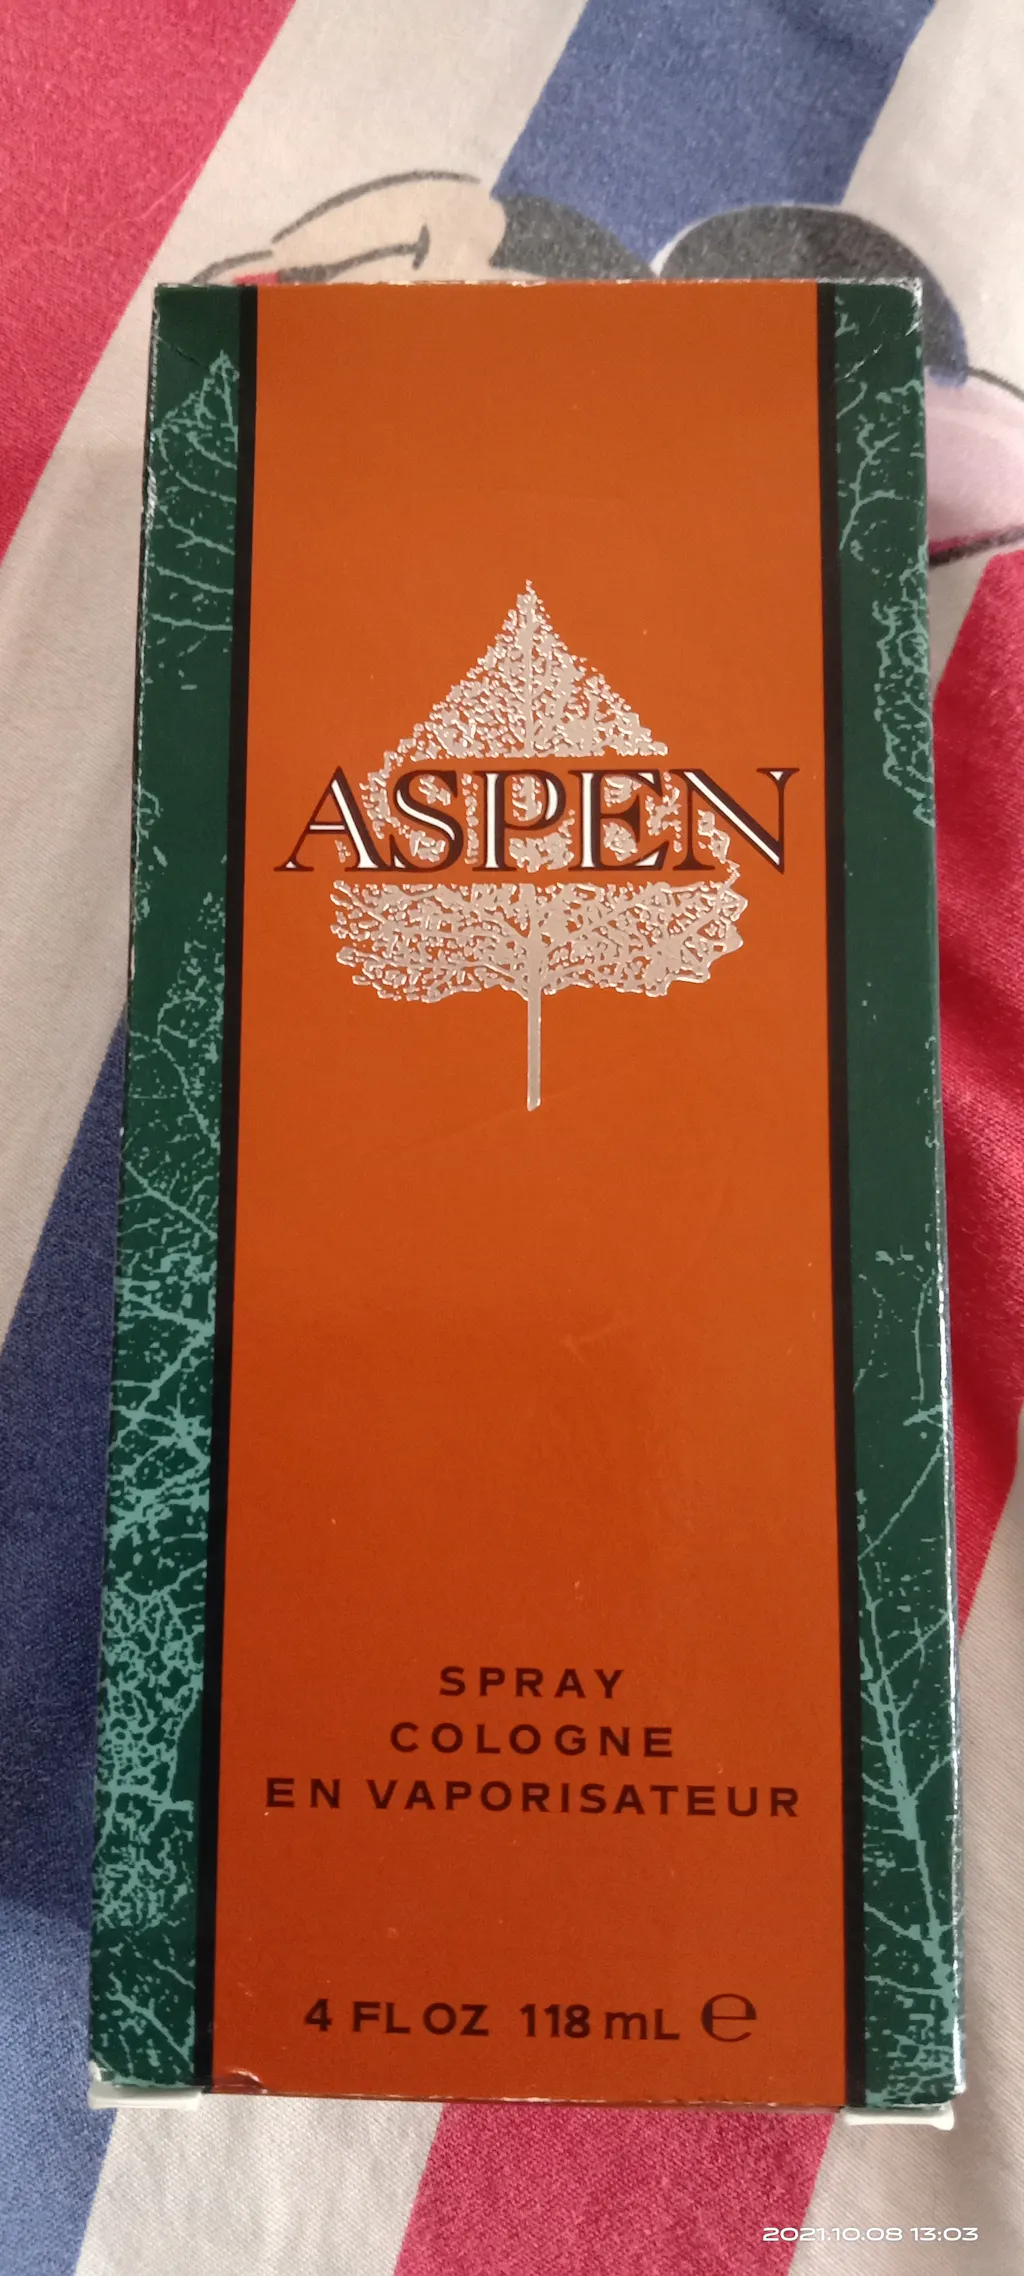 ASPEN
SPRAY
COLOGNE
EN VAPORISATEUR
4 FL OZ 118 mL ℮
2021.10.08 13:03